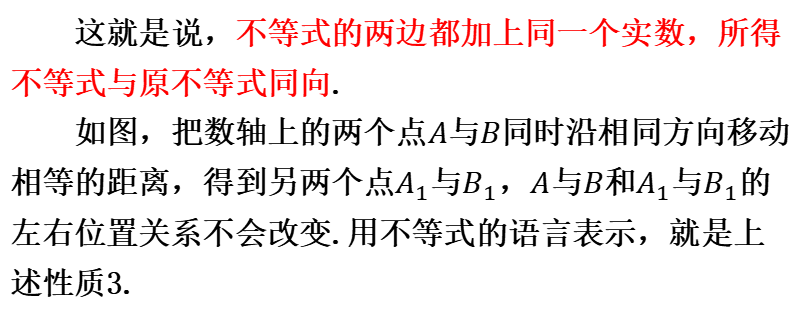 这就是说，不等式的两边都加上同一个实数，所得
不等式与原不等式同向.
如图，把数轴上的两个点A与B同时沿相同方向移动
相等的距离，得到另两个点A₁与B₁，A与B和A₁与B₁的
左右位置关系不会改变.用不等式的语言表示，就是上
述性质3.